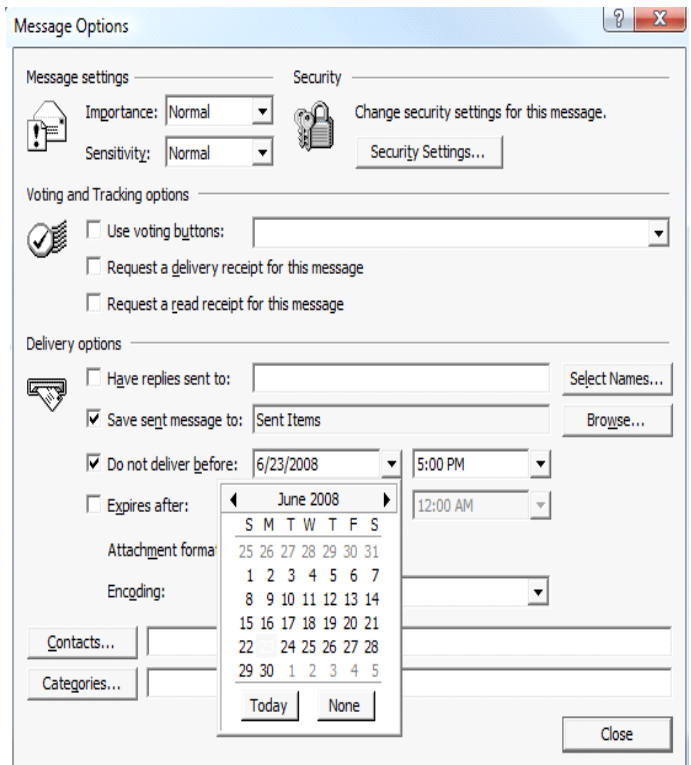 Message Options
Message settings
Security
Importance: Normal
Change security settings for this message.
Sensitivity: Normal
Security Settings...
Voting and Tracking options
Use voting buttons:
Request a delivery receipt for this message
Request a read receipt for this message
Delivery options
Have replies sent to:
Select Names...
Save sent message to: Sent Items
Browse...
Do not deliver before: 6/23/2008 5:00 PM
Expires after:
12:00 AM
June 2008
S M T W T F S
25 26 27 28 29 30 31
1 2 3 4 5 6 7
8 9 10 11 12 13 14
15 16 17 18 19 20 21
22 23 24 25 26 27 28
29 30 1 2 3 4 5
Today None
Attachment format
Encoding:
Contacts...
Categories...
Close